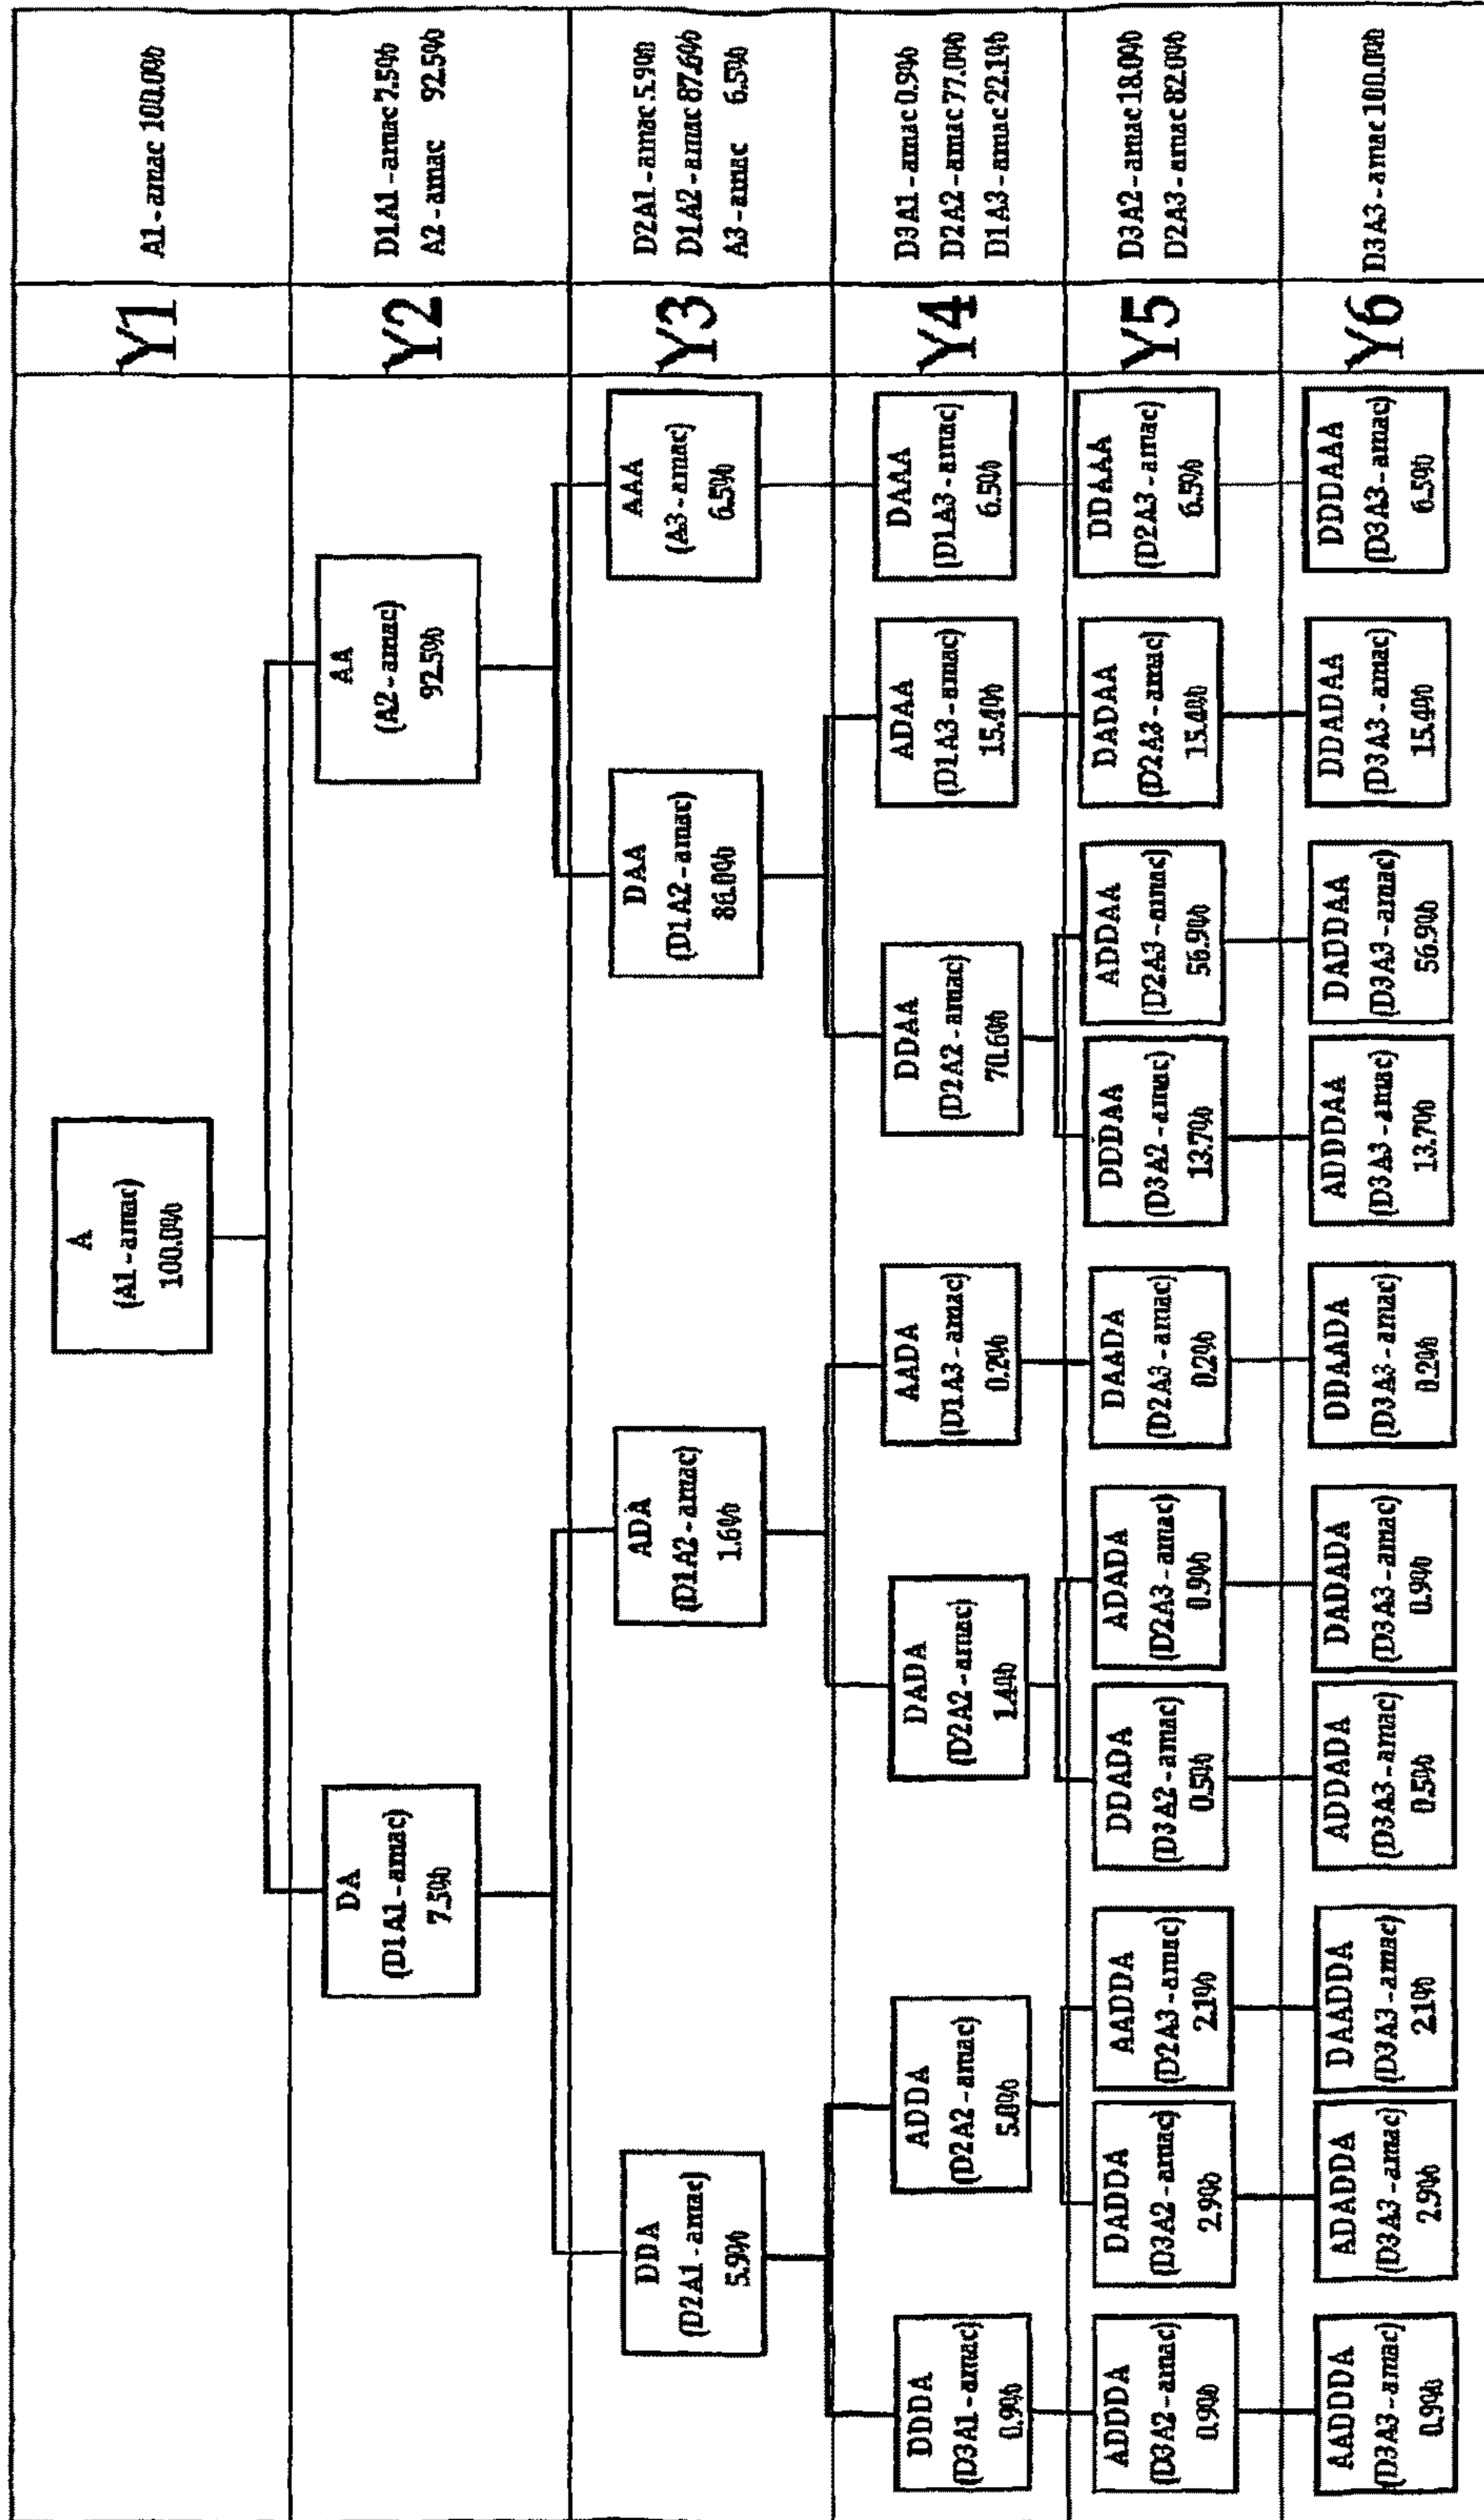 A
(A1-amac)
100.0%
Y1
A1-amac 100.0%
DA
(D1A1-amac)
7.5%
AA
(A2-amac)
92.5%
Y2
D1A1-amac 7.5%
A2-amac 92.5%
DDA
(D2A1-amac)
5.9%
ADA
(D1A2-amac)
1.6%
DAA
(D1A2-amac)
86.0%
AAA
(A3-amac)
6.5%
Y3
D2A1-amac 5.9%
D1A2-amac 87.6%
A3-amac 6.5%
DDDA
(D3A1-amac)
0.9%
ADDA
(D2A2-amac)
5.0%
DADA
(D2A2-amac)
1.4%
AADA
(D1A3-amac)
0.2%
DDAA
(D2A2-amac)
70.6%
ADAA
(D1A3-amac)
15.4%
DAAA
(D1A3-amac)
6.5%
Y4
D3A1-amac 0.9%
D2A2-amac 77.0%
D1A3-amac 22.1%
ADDDA
(D3A2-amac)
0.9%
DADDA
(D3A2-amac)
2.9%
AADDA
(D2A3-amac)
2.1%
DDADA
(D3A2-amac)
0.5%
ADADA
(D2A3-amac)
0.9%
DAADA
(D2A3-amac)
0.2%
DDDAA
(D3A2-amac)
13.7%
ADDAA
(D2A3-amac)
56.9%
DADAA
(D2A3-amac)
15.4%
DDAAA
(D2A3-amac)
6.5%
Y5
D3A2-amac 18.0%
D2A3-amac 82.0%
AADDDA
(D3A3-amac)
0.9%
ADADDA
(D3A3-amac)
2.9%
DAADDA
(D3A3-amac)
2.1%
ADDADA
(D3A3-amac)
0.5%
DADADA
(D3A3-amac)
0.9%
DDAADA
(D3A3-amac)
0.2%
ADDDAA
(D3A3-amac)
13.7%
DADDAA
(D3A3-amac)
56.9%
DDADAA
(D3A3-amac)
15.4%
DDDAAA
(D3A3-amac)
6.5%
Y6
D3A3-amac 100.0%